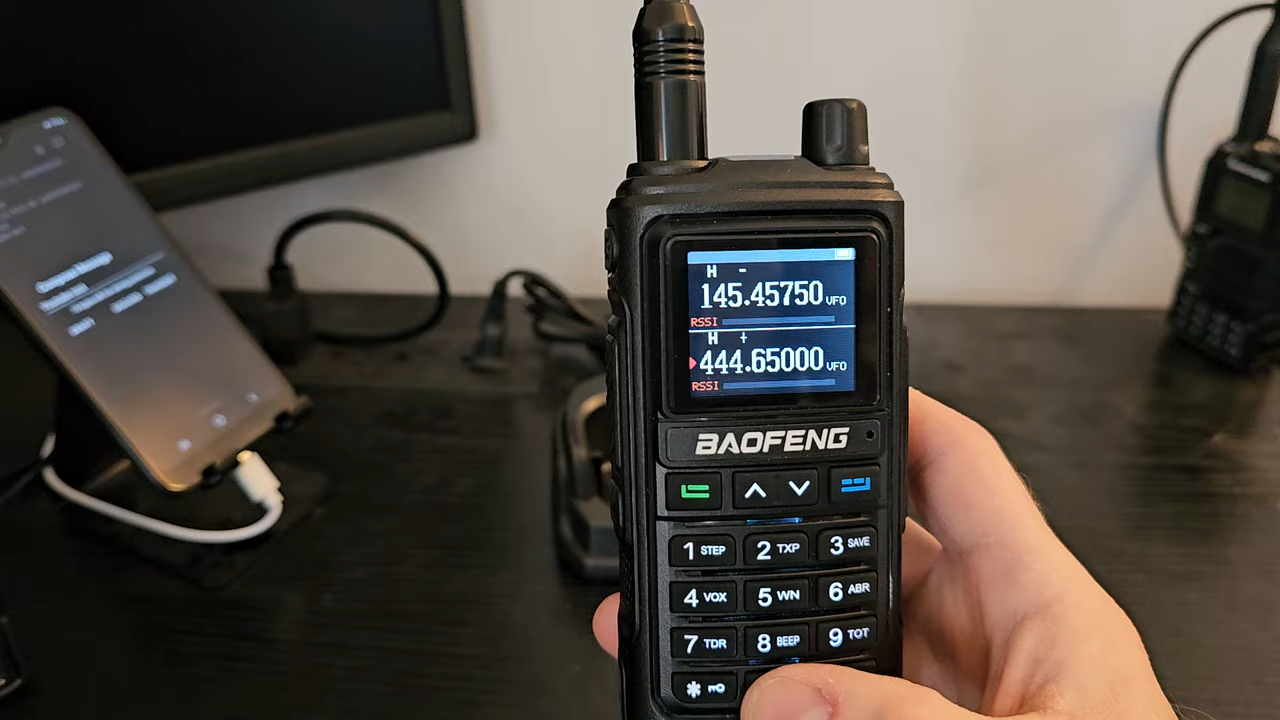 H -
145.45750 VFO
RSSI
H +
444.65000 VFO
RSSI
BAOFENG
1 STEP 2 TXP 3 SAVE
4 VOX 5 WN 6 ABR
7 TDR 8 BEEP 9 TOT
*